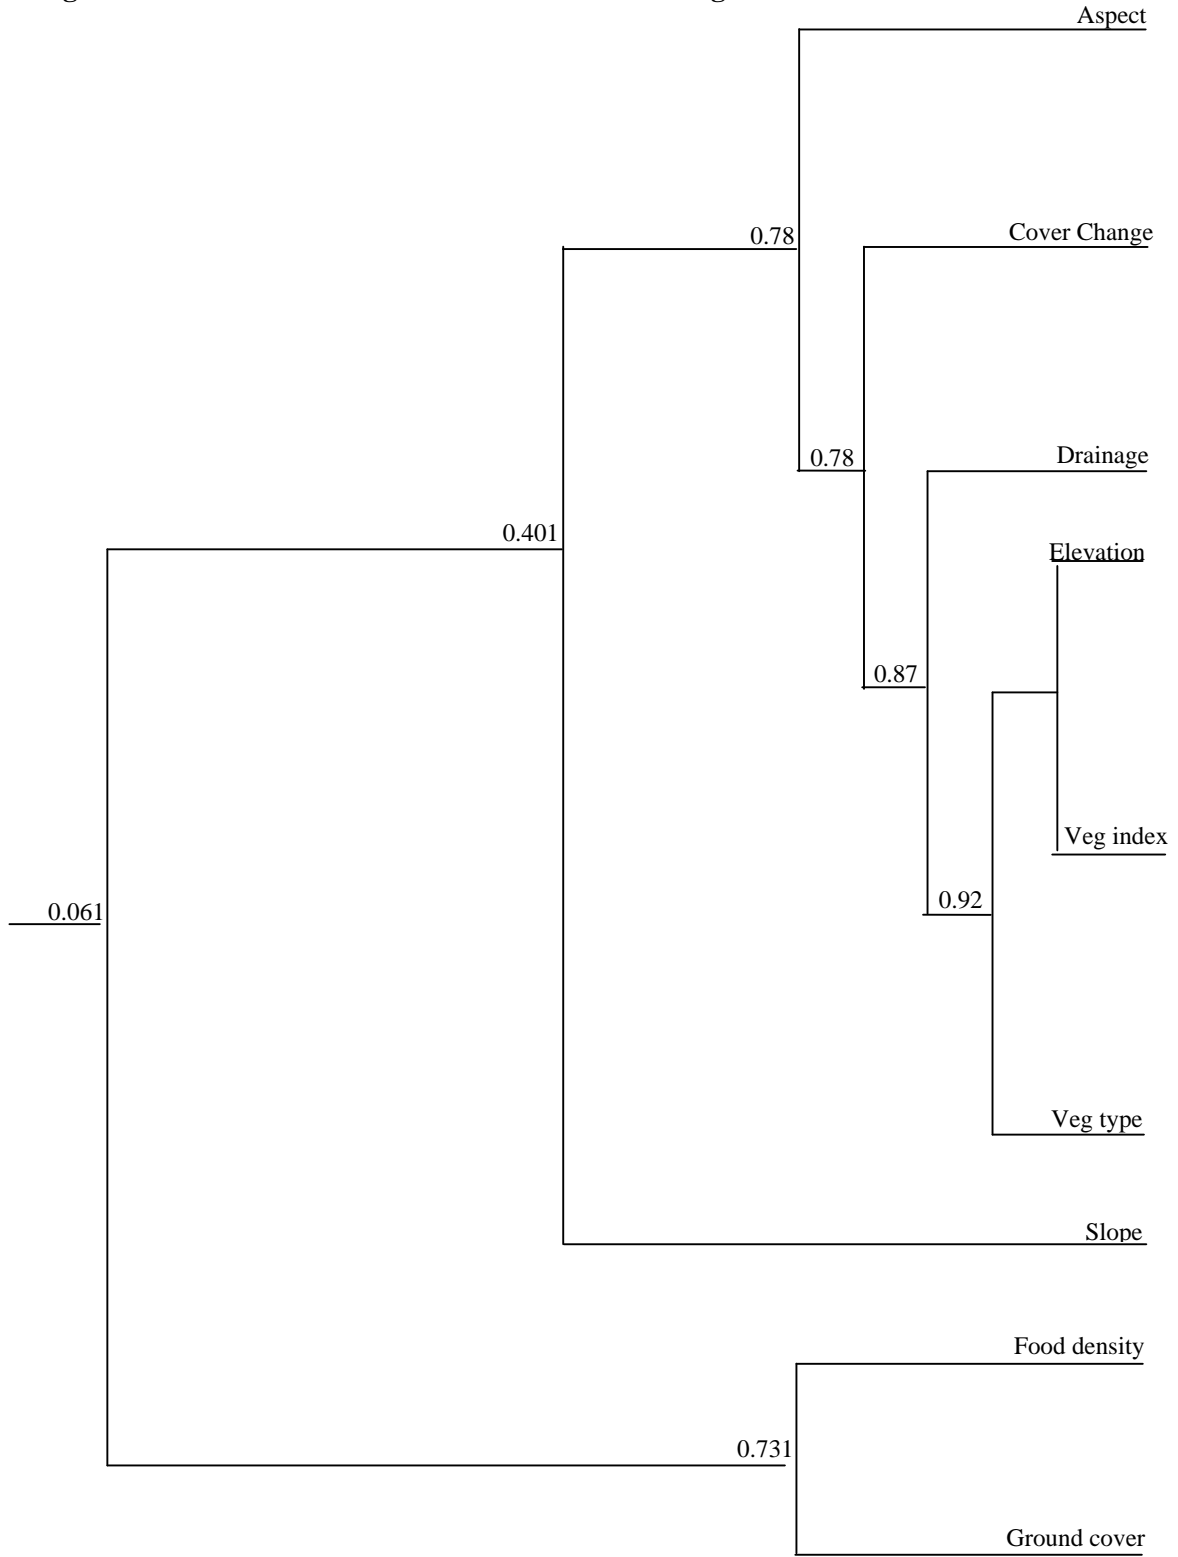 Aspect
0.78
Cover Change
0.78
Drainage
0.401
Elevation
0.87
Veg index
0.92
0.061
Veg type
Slope
Food density
0.731
Ground cover